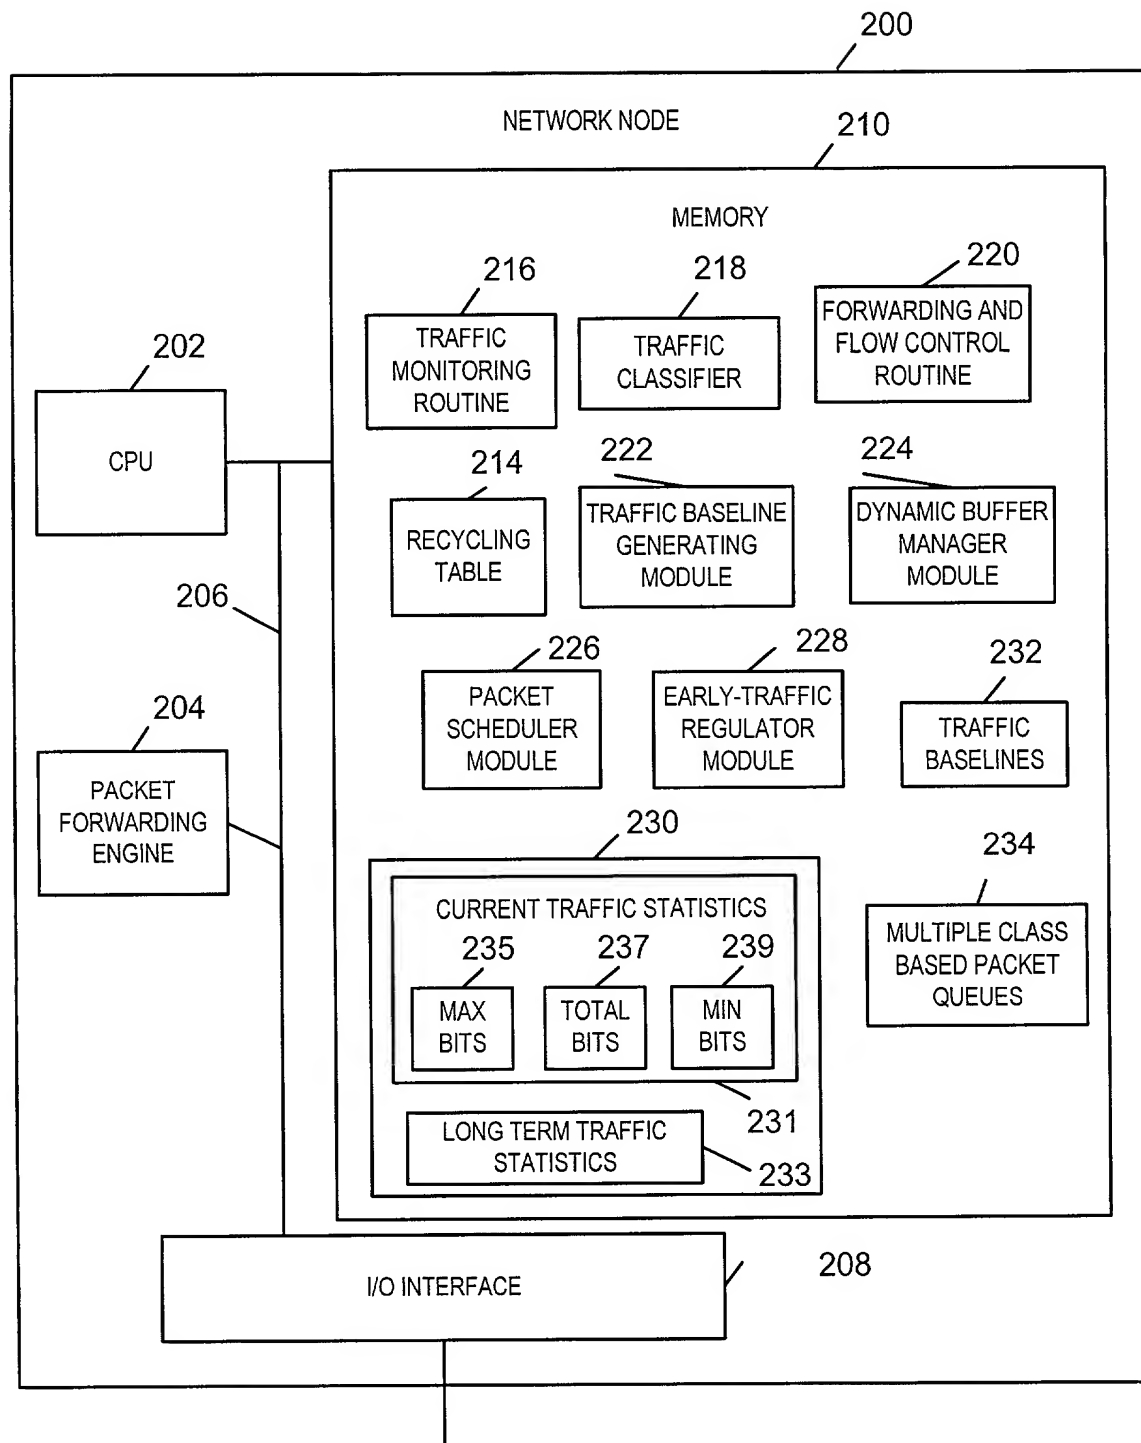 200
NETWORK NODE
210
MEMORY
216
TRAFFIC
MONITORING
ROUTINE
218
TRAFFIC
CLASSIFIER
220
FORWARDING AND
FLOW CONTROL
ROUTINE
202
CPU
214
RECYCLING
TABLE
222
TRAFFIC BASELINE
GENERATING
MODULE
224
DYNAMIC BUFFER
MANAGER
MODULE
206
226
PACKET
SCHEDULER
MODULE
228
EARLY-TRAFFIC
REGULATOR
MODULE
232
TRAFFIC
BASELINES
204
PACKET
FORWARDING
ENGINE
230
CURRENT TRAFFIC STATISTICS
235
MAX
BITS
237
TOTAL
BITS
239
MIN
BITS
231
LONG TERM TRAFFIC
STATISTICS
233
234
MULTIPLE CLASS
BASED PACKET
QUEUES
I/O INTERFACE
208